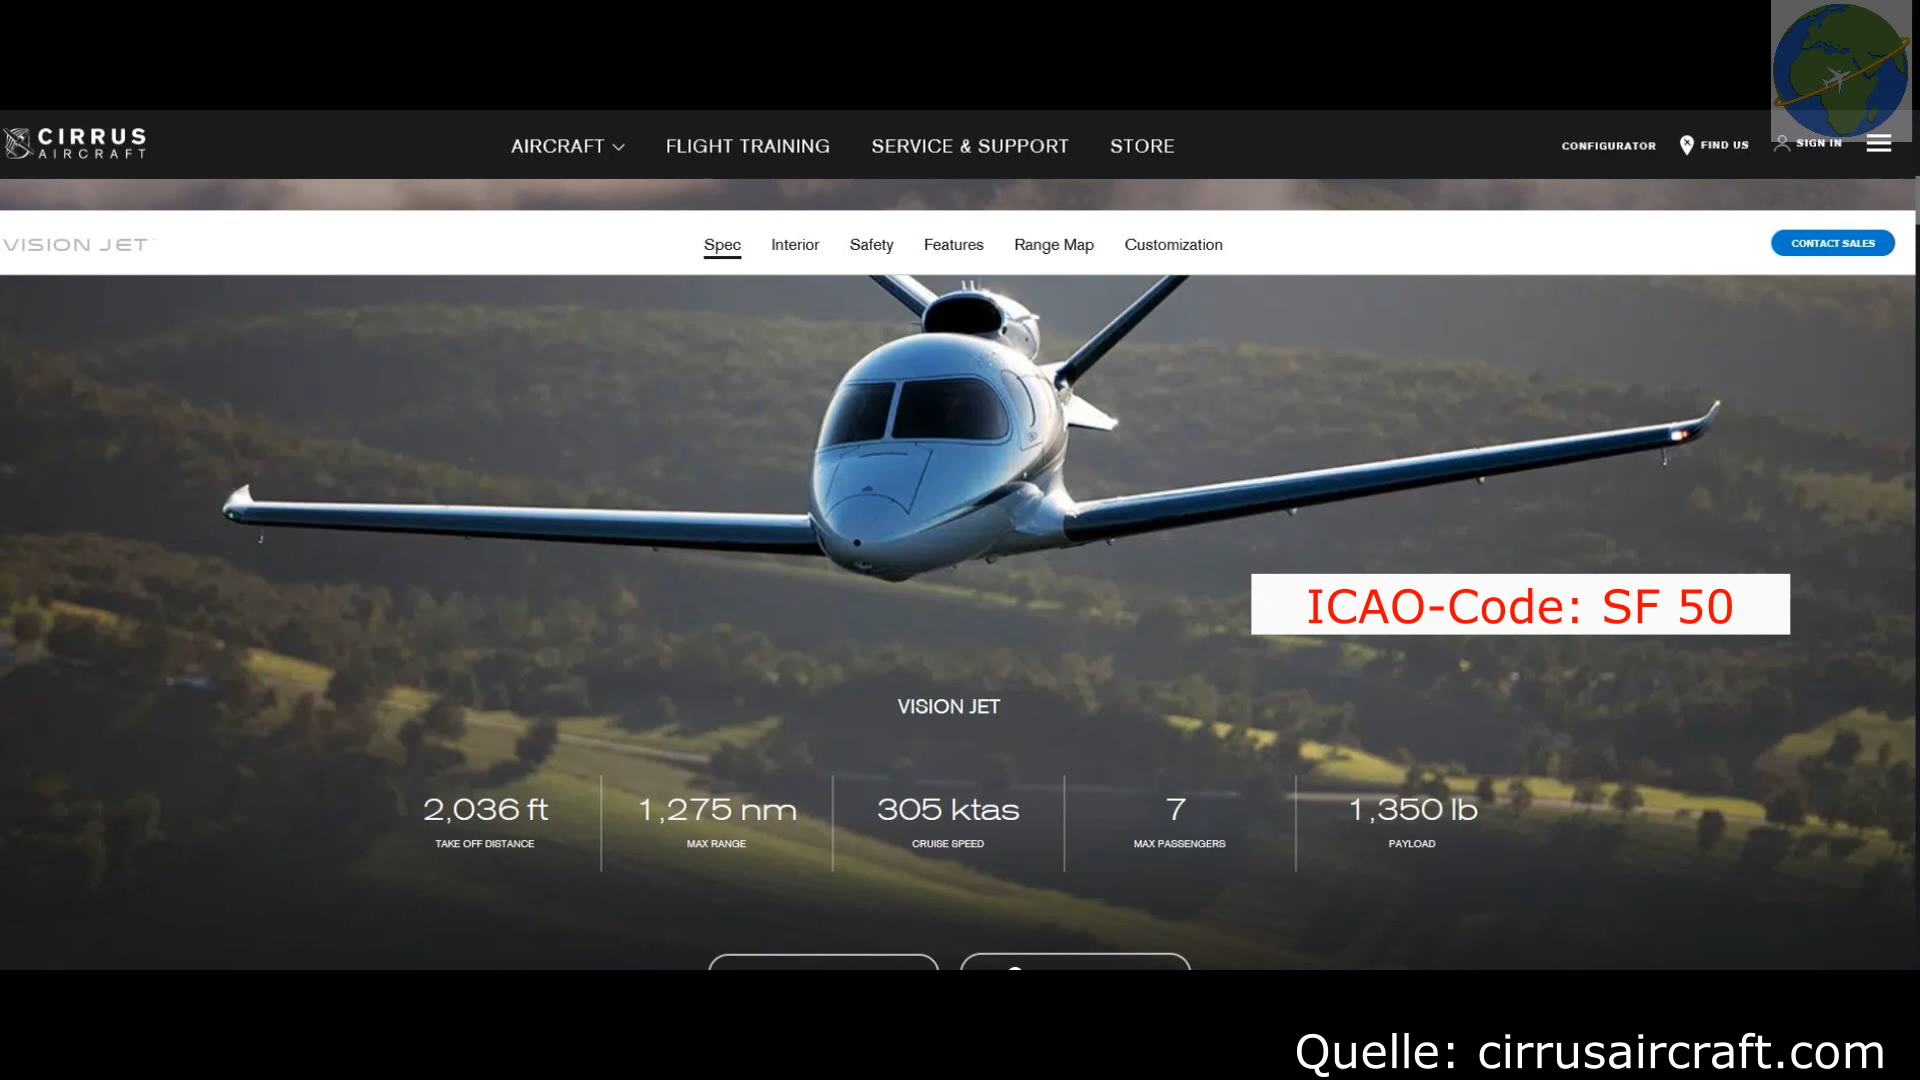 CIRRUS
AIRCRAFT
AIRCRAFT
FLIGHT TRAINING
SERVICE & SUPPORT
STORE
CONFIGURATOR
FIND US
SIGN IN
VISION JET
Spec
Interior
Safety
Features
Range Map
Customization
CONTACT SALES
ICAO-Code: SF 50
VISION JET
2,036 ft
TAKE OFF DISTANCE
1,275 nm
MAX RANGE
305 ktas
CRUISE SPEED
7
MAX PASSENGERS
1,350 lb
PAYLOAD
Quelle: cirrusaircraft.com